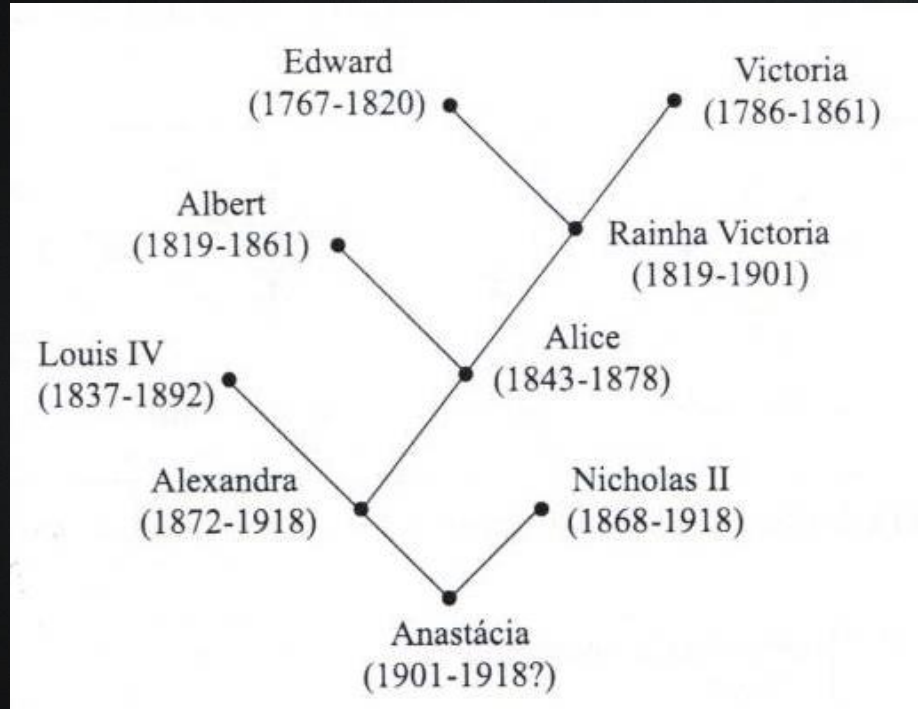 Edward
(1767-1820)
Victoria
(1786-1861)
Albert
(1819-1861)
Rainha Victoria
(1819-1901)
Louis IV
(1837-1892)
Alice
(1843-1878)
Alexandra
(1872-1918)
Nicholas II
(1868-1918)
Anastácia
(1901-1918?)